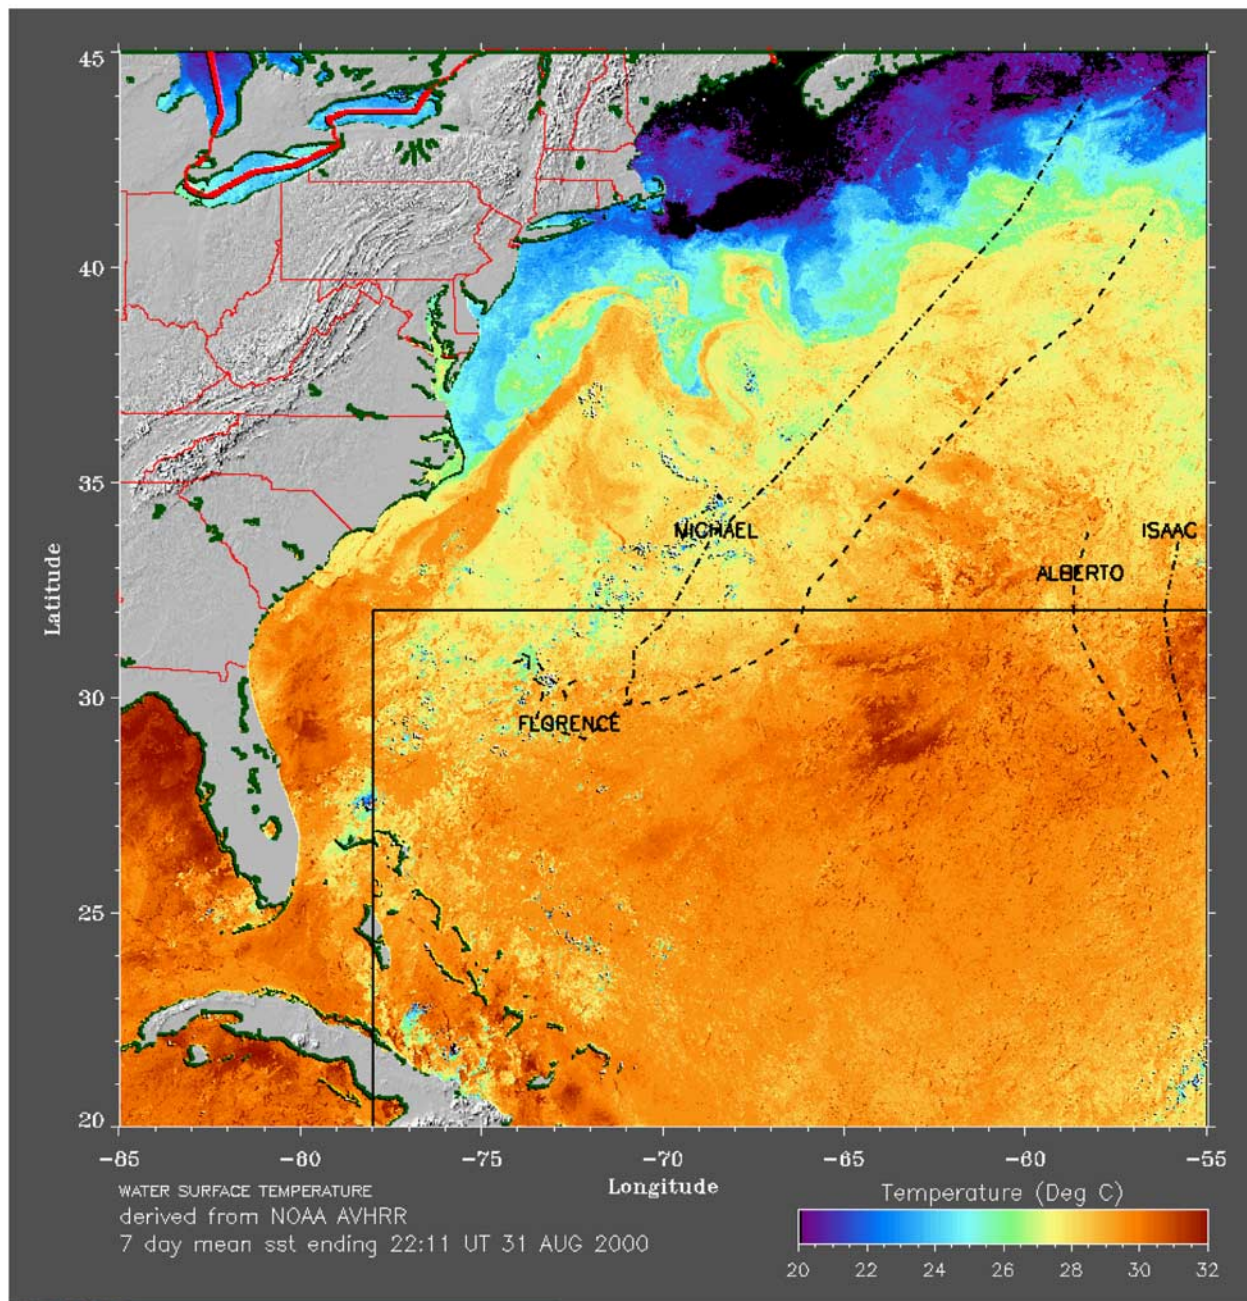 45
40
35
30
25
20
Latitude
MICHAEL
ISAAC
ALBERTO
FLORENCE
-85 -80 -75 -70 -65 -60 -55
Longitude
WATER SURFACE TEMPERATURE
derived from NOAA AVHRR
7 day mean sst ending 22:11 UT 31 AUG 2000
Temperature (Deg C)
20 22 24 26 28 30 32